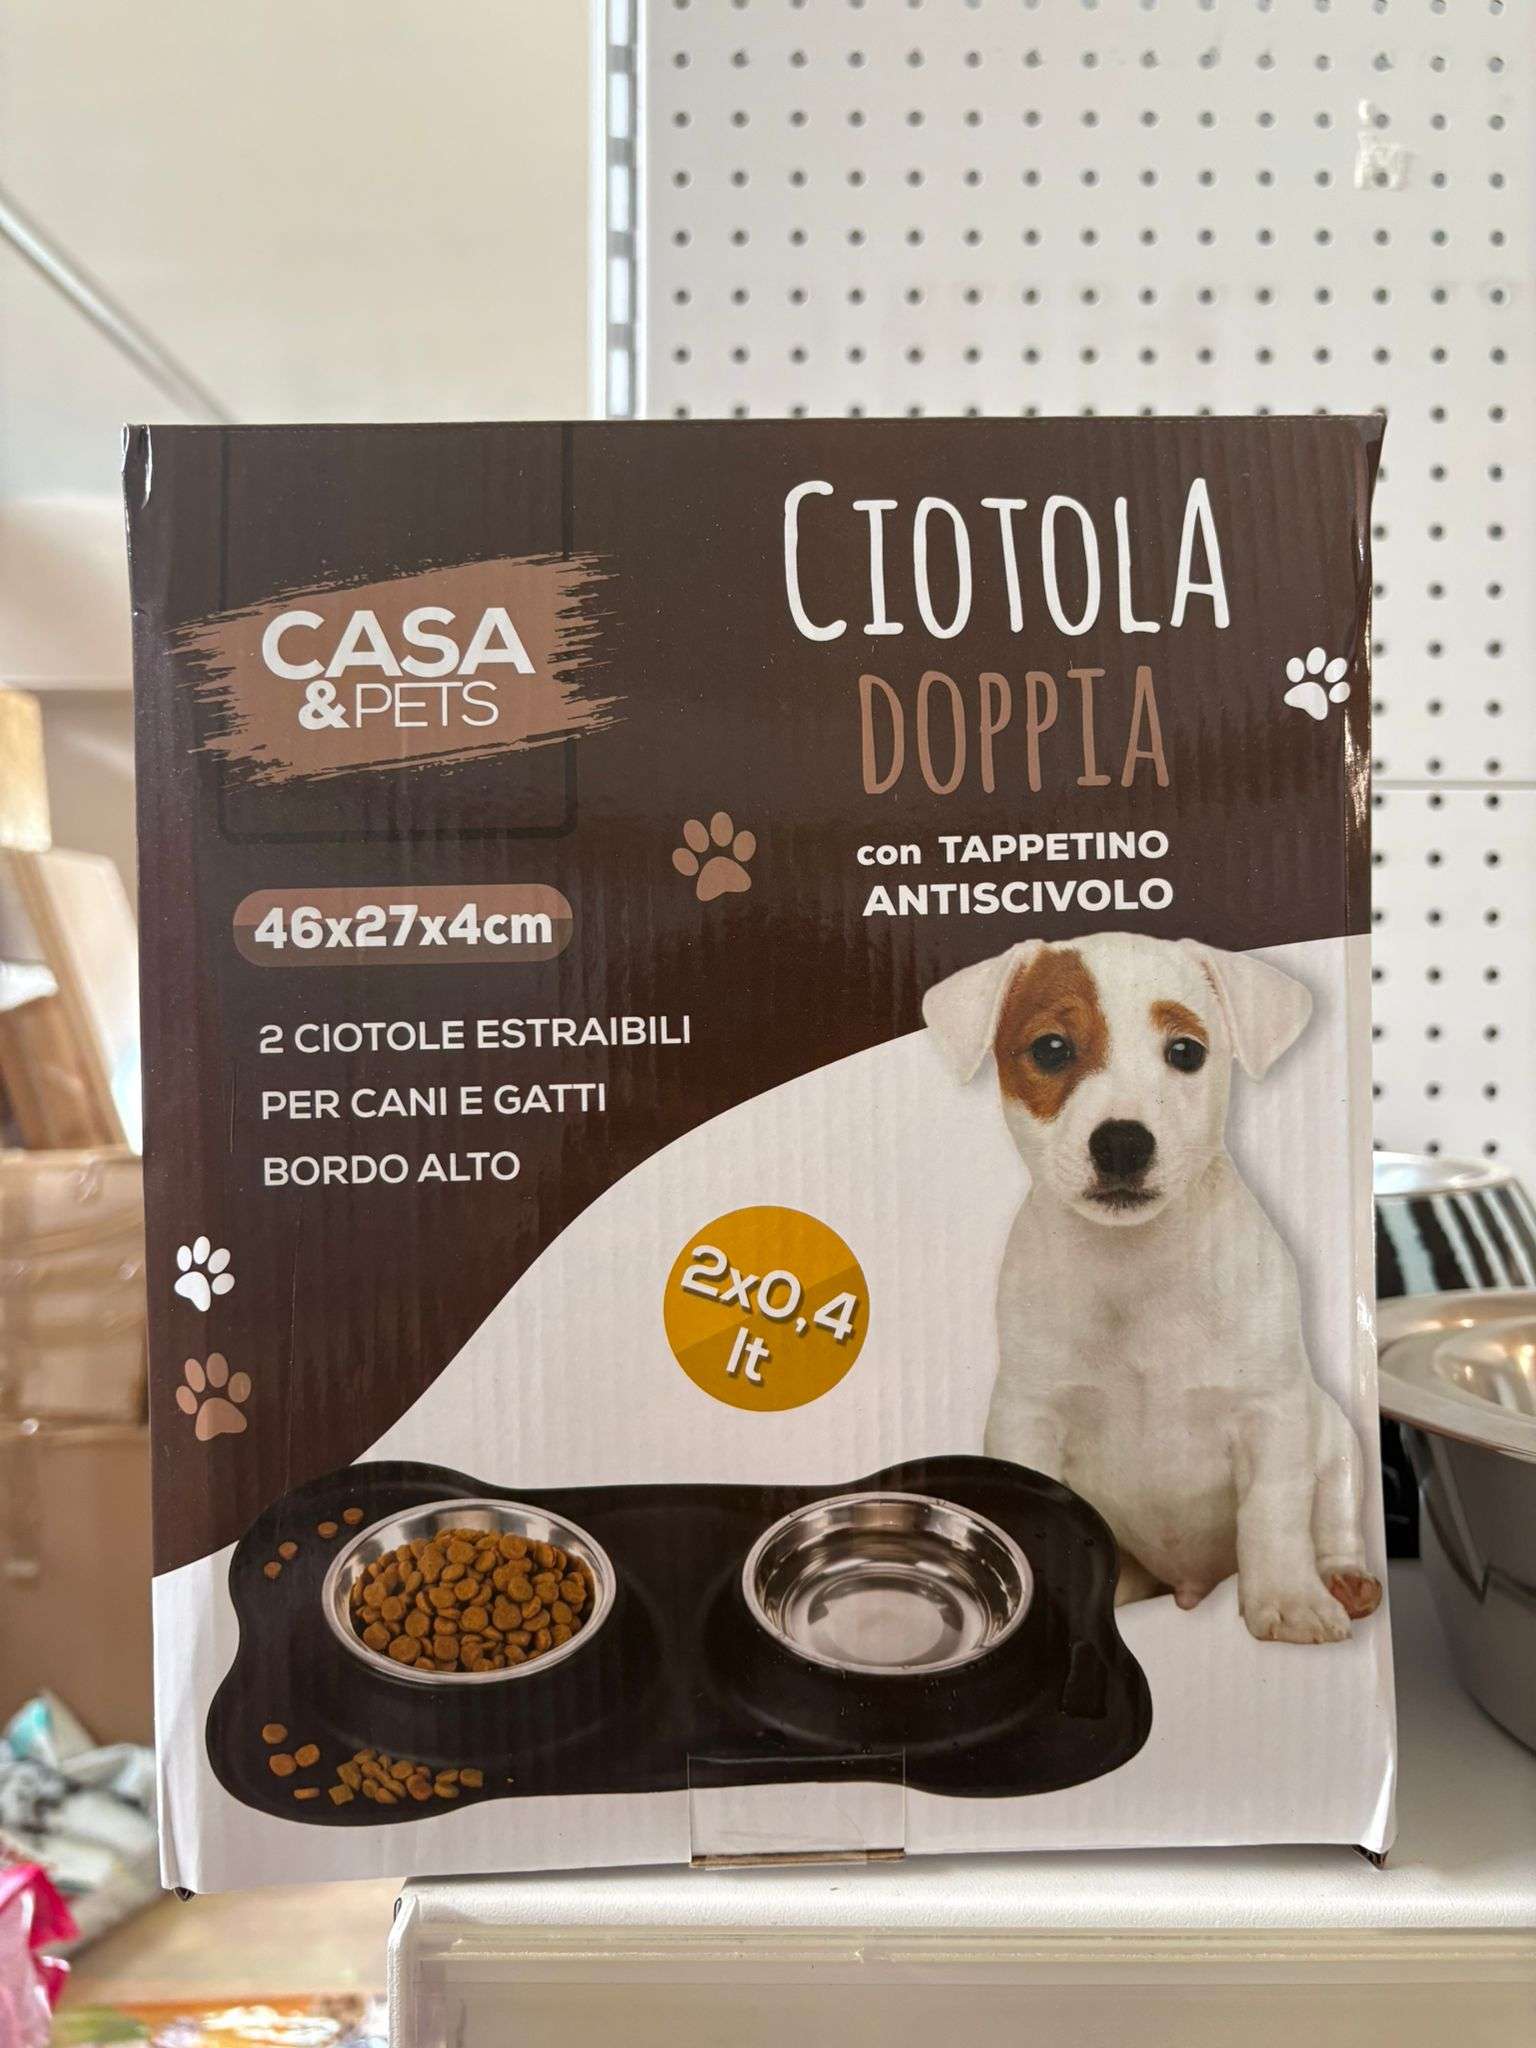 CIOTOLA
DOPPIA
con TAPPETINO
ANTISCIVOLO
CASA
&PETS
46x27x4cm
2 CIOTOLE ESTRAIBILI
PER CANI E GATTI
BORDO ALTO
2x0,4
lt